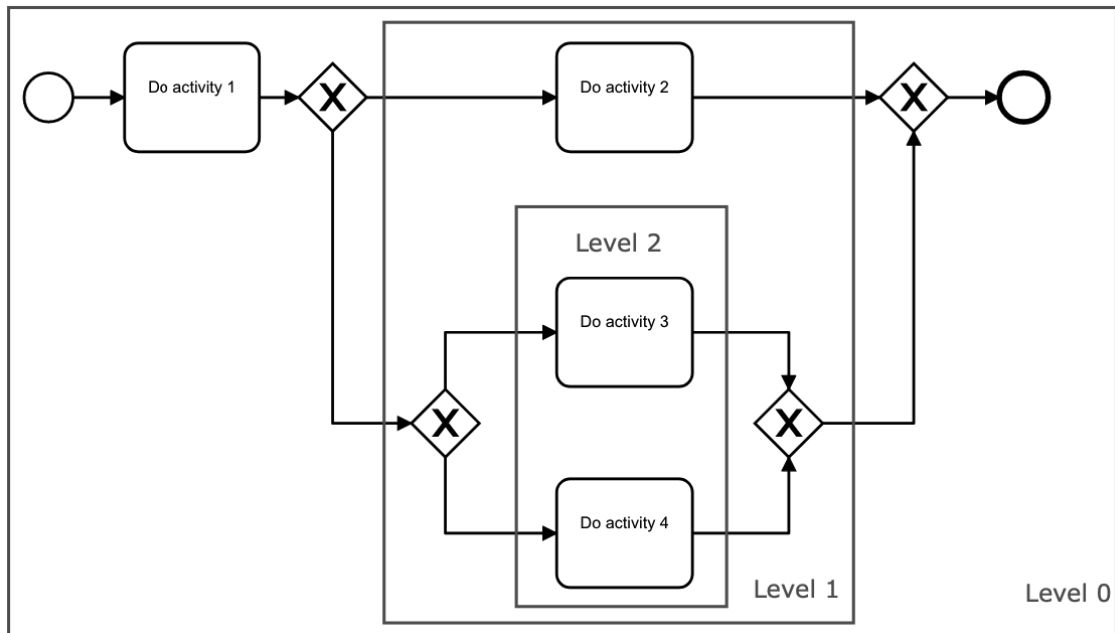 Do activity 1
X
Do activity 2
X
Level 2
Do activity 3
X
X
Do activity 4
Level 1
Level 0